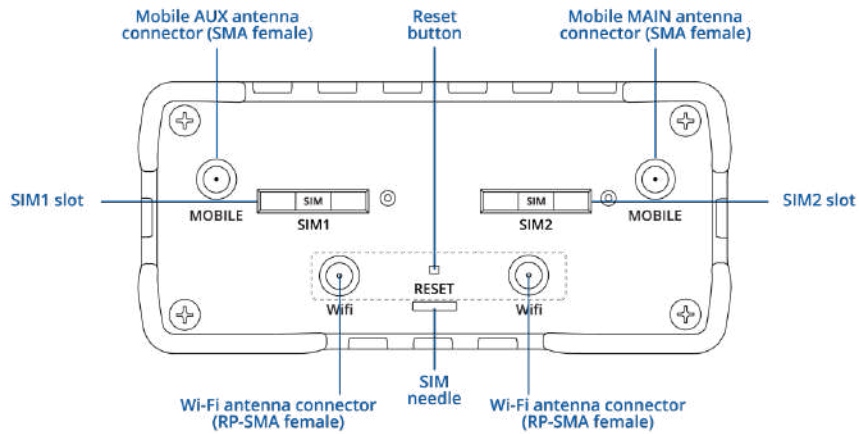 Mobile AUX antenna
connector (SMA female)
Reset
button
Mobile MAIN antenna
connector (SMA female)
SIM1 slot
MOBILE
SIM
SIM1
SIM
SIM2
MOBILE
SIM2 slot
RESET
Wifi
Wifi
Wi-Fi antenna connector
(RP-SMA female)
SIM
needle
Wi-Fi antenna connector
(RP-SMA female)